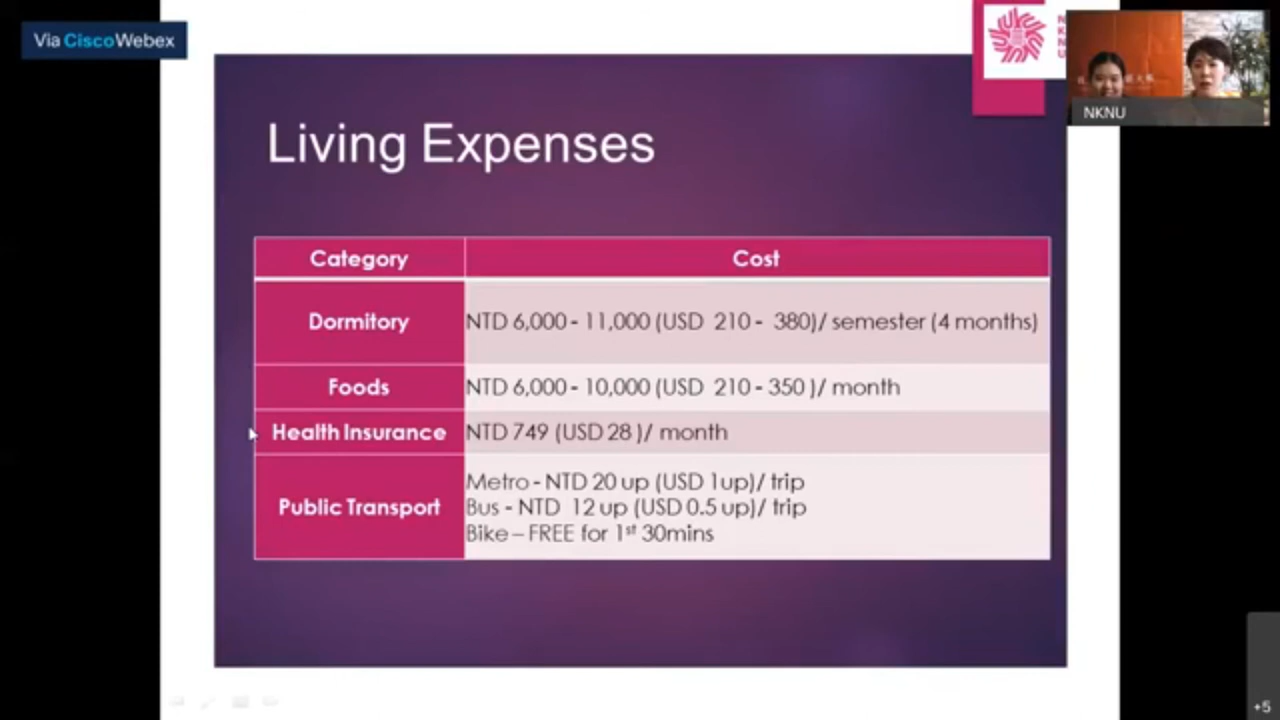 Via Cisco Webex
NKNU
NKNU
Living Expenses
Category Cost
Dormitory NTD 6,000 - 11,000 (USD 210 - 380)/ semester (4 months)
Foods NTD 6,000 - 10,000 (USD 210 - 350 )/ month
Health Insurance NTD 749 (USD 28 )/ month
Public Transport
Metro - NTD 20 up (USD 1up)/ trip
Bus - NTD 12 up (USD 0.5 up)/ trip
Bike – FREE for 1st 30mins
+5